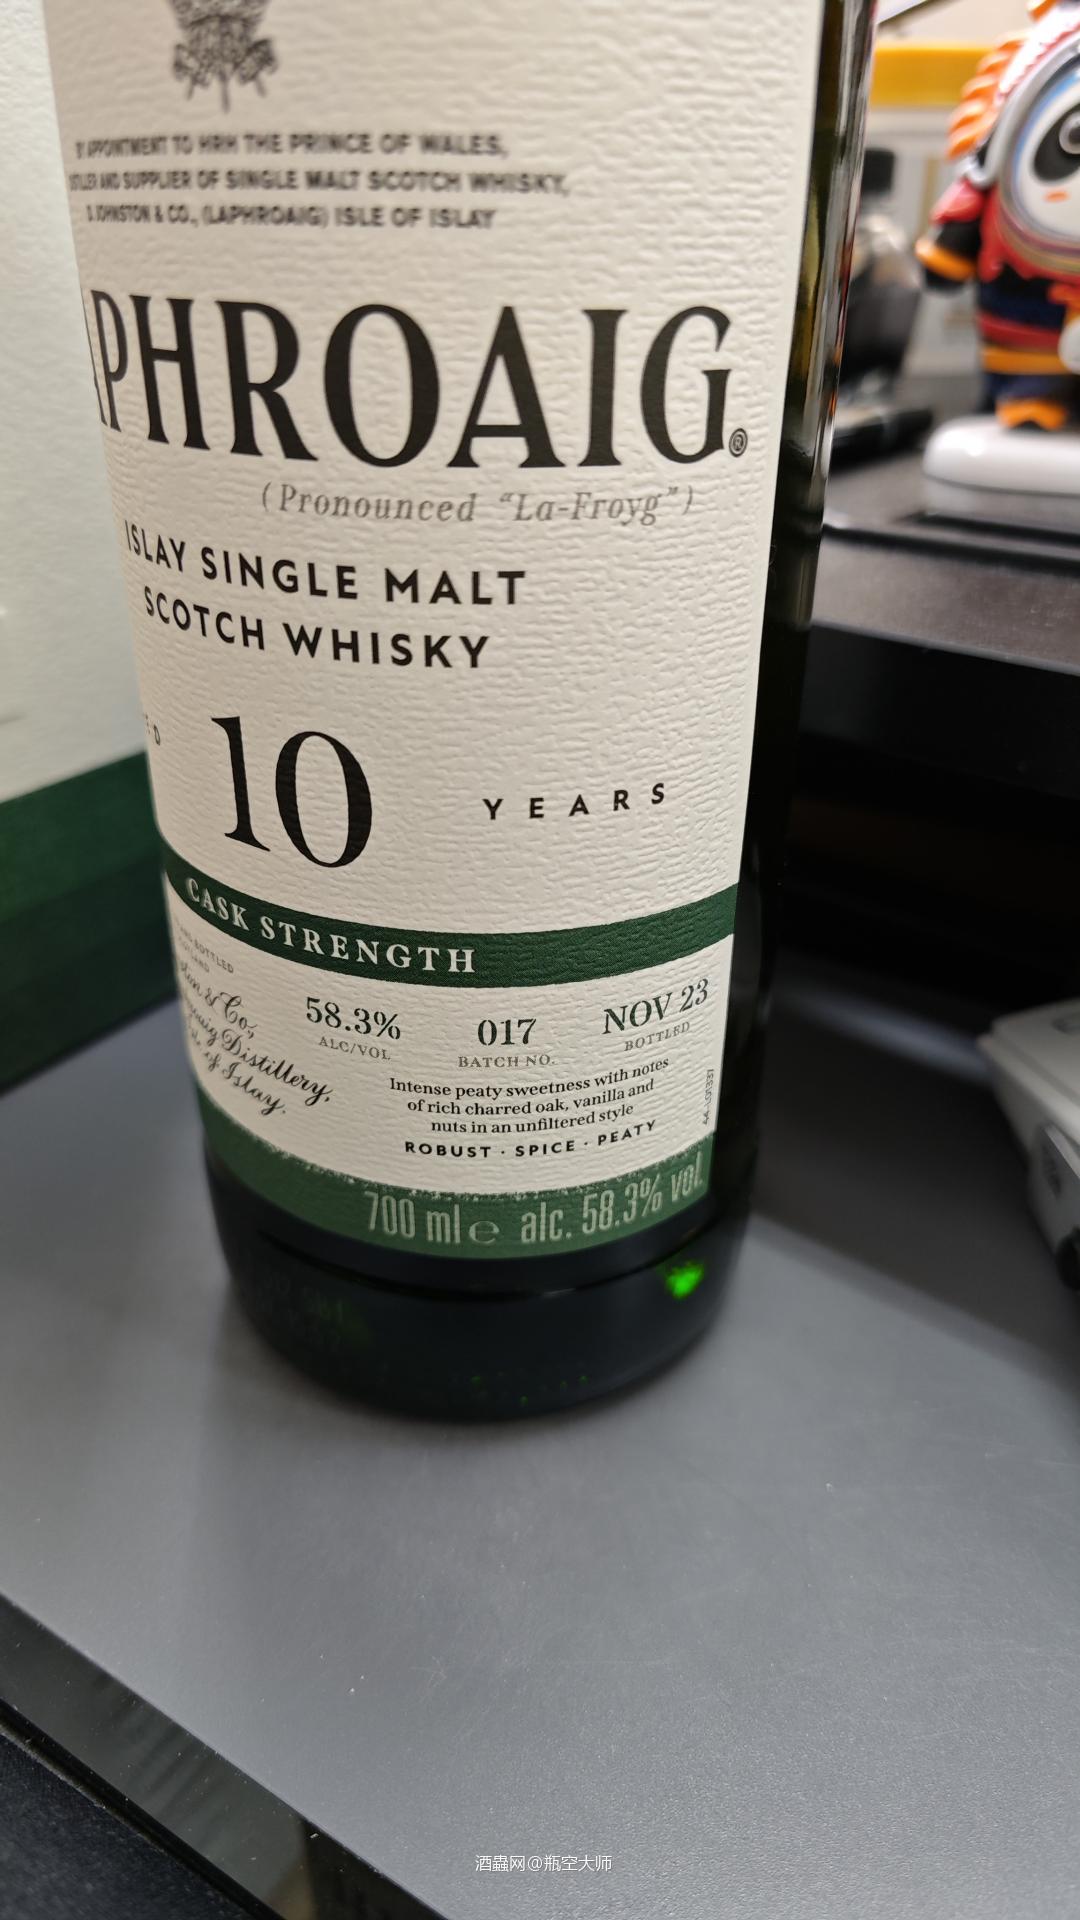 APPOINTMENT TO HRH THE PRINCE OF WALES,
AND SUPPLIER OF SINGLE MALT SCOTCH WHISKY,
JOHNSTON & CO., (LAPHROAIG) ISLE OF ISLAY
APHROAIG®
(Pronounced "La-Froyg")
ISLAY SINGLE MALT
SCOTCH WHISKY
10 YEARS
CASK STRENGTH
BOTTLED
& Co.,
Distillery,
of Islay.
58.3%
ALC/VOL
017
BATCH NO.
NOV 23
BOTTLED
Intense peaty sweetness with notes
of rich charred oak, vanilla and
nuts in an unfiltered style
ROBUST · SPICE · PEATY
700 ml e alc. 58.3% vol.
酒蟲网@瓶空大师